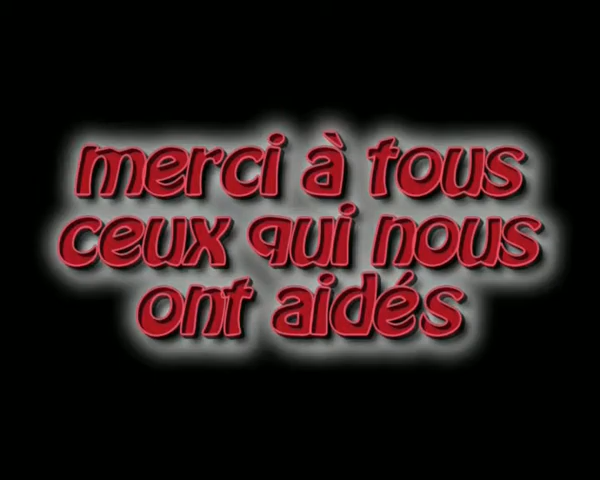 merci à tous
ceux qui nous
ont aidés